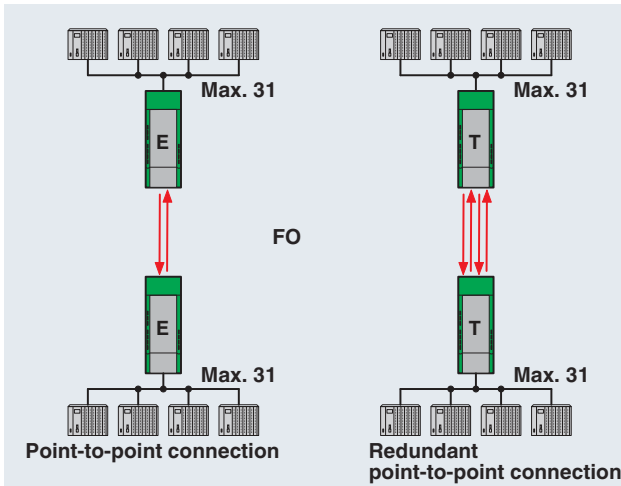 Max. 31
Max. 31
E
T
FO
E
T
Max. 31
Max. 31
Point-to-point connection
Redundant
point-to-point connection